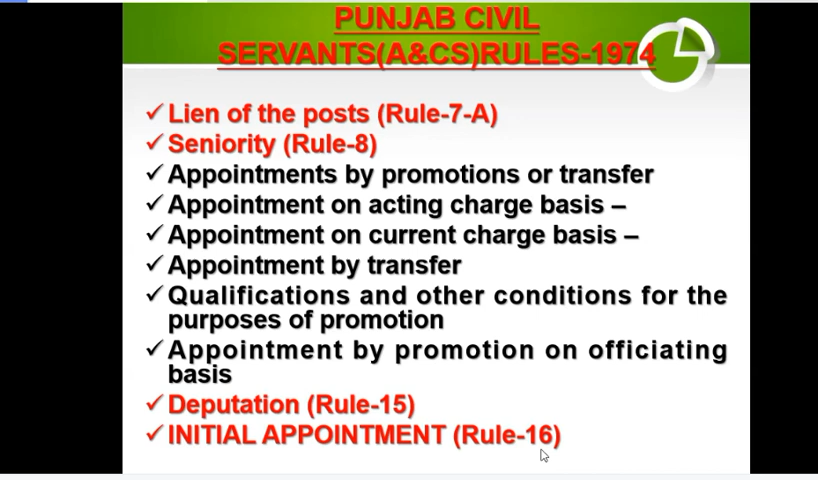 PUNJAB CIVIL
SERVANTS(A&CS)RULES-1974
✓ Lien of the posts (Rule-7-A)
✓ Seniority (Rule-8)
✓ Appointments by promotions or transfer
✓ Appointment on acting charge basis –
✓ Appointment on current charge basis –
✓ Appointment by transfer
✓ Qualifications and other conditions for the
purposes of promotion
✓ Appointment by promotion on officiating
basis
✓ Deputation (Rule-15)
✓ INITIAL APPOINTMENT (Rule-16)